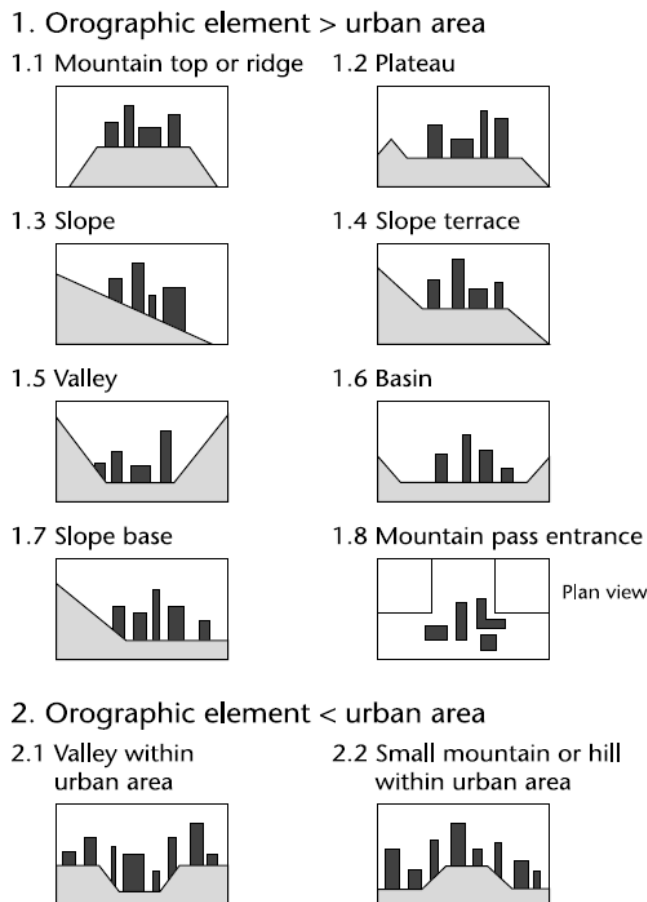 1. Orographic element > urban area
1.1 Mountain top or ridge
1.2 Plateau
1.3 Slope
1.4 Slope terrace
1.5 Valley
1.6 Basin
1.7 Slope base
1.8 Mountain pass entrance
Plan view
2. Orographic element < urban area
2.1 Valley within
urban area
2.2 Small mountain or hill
within urban area